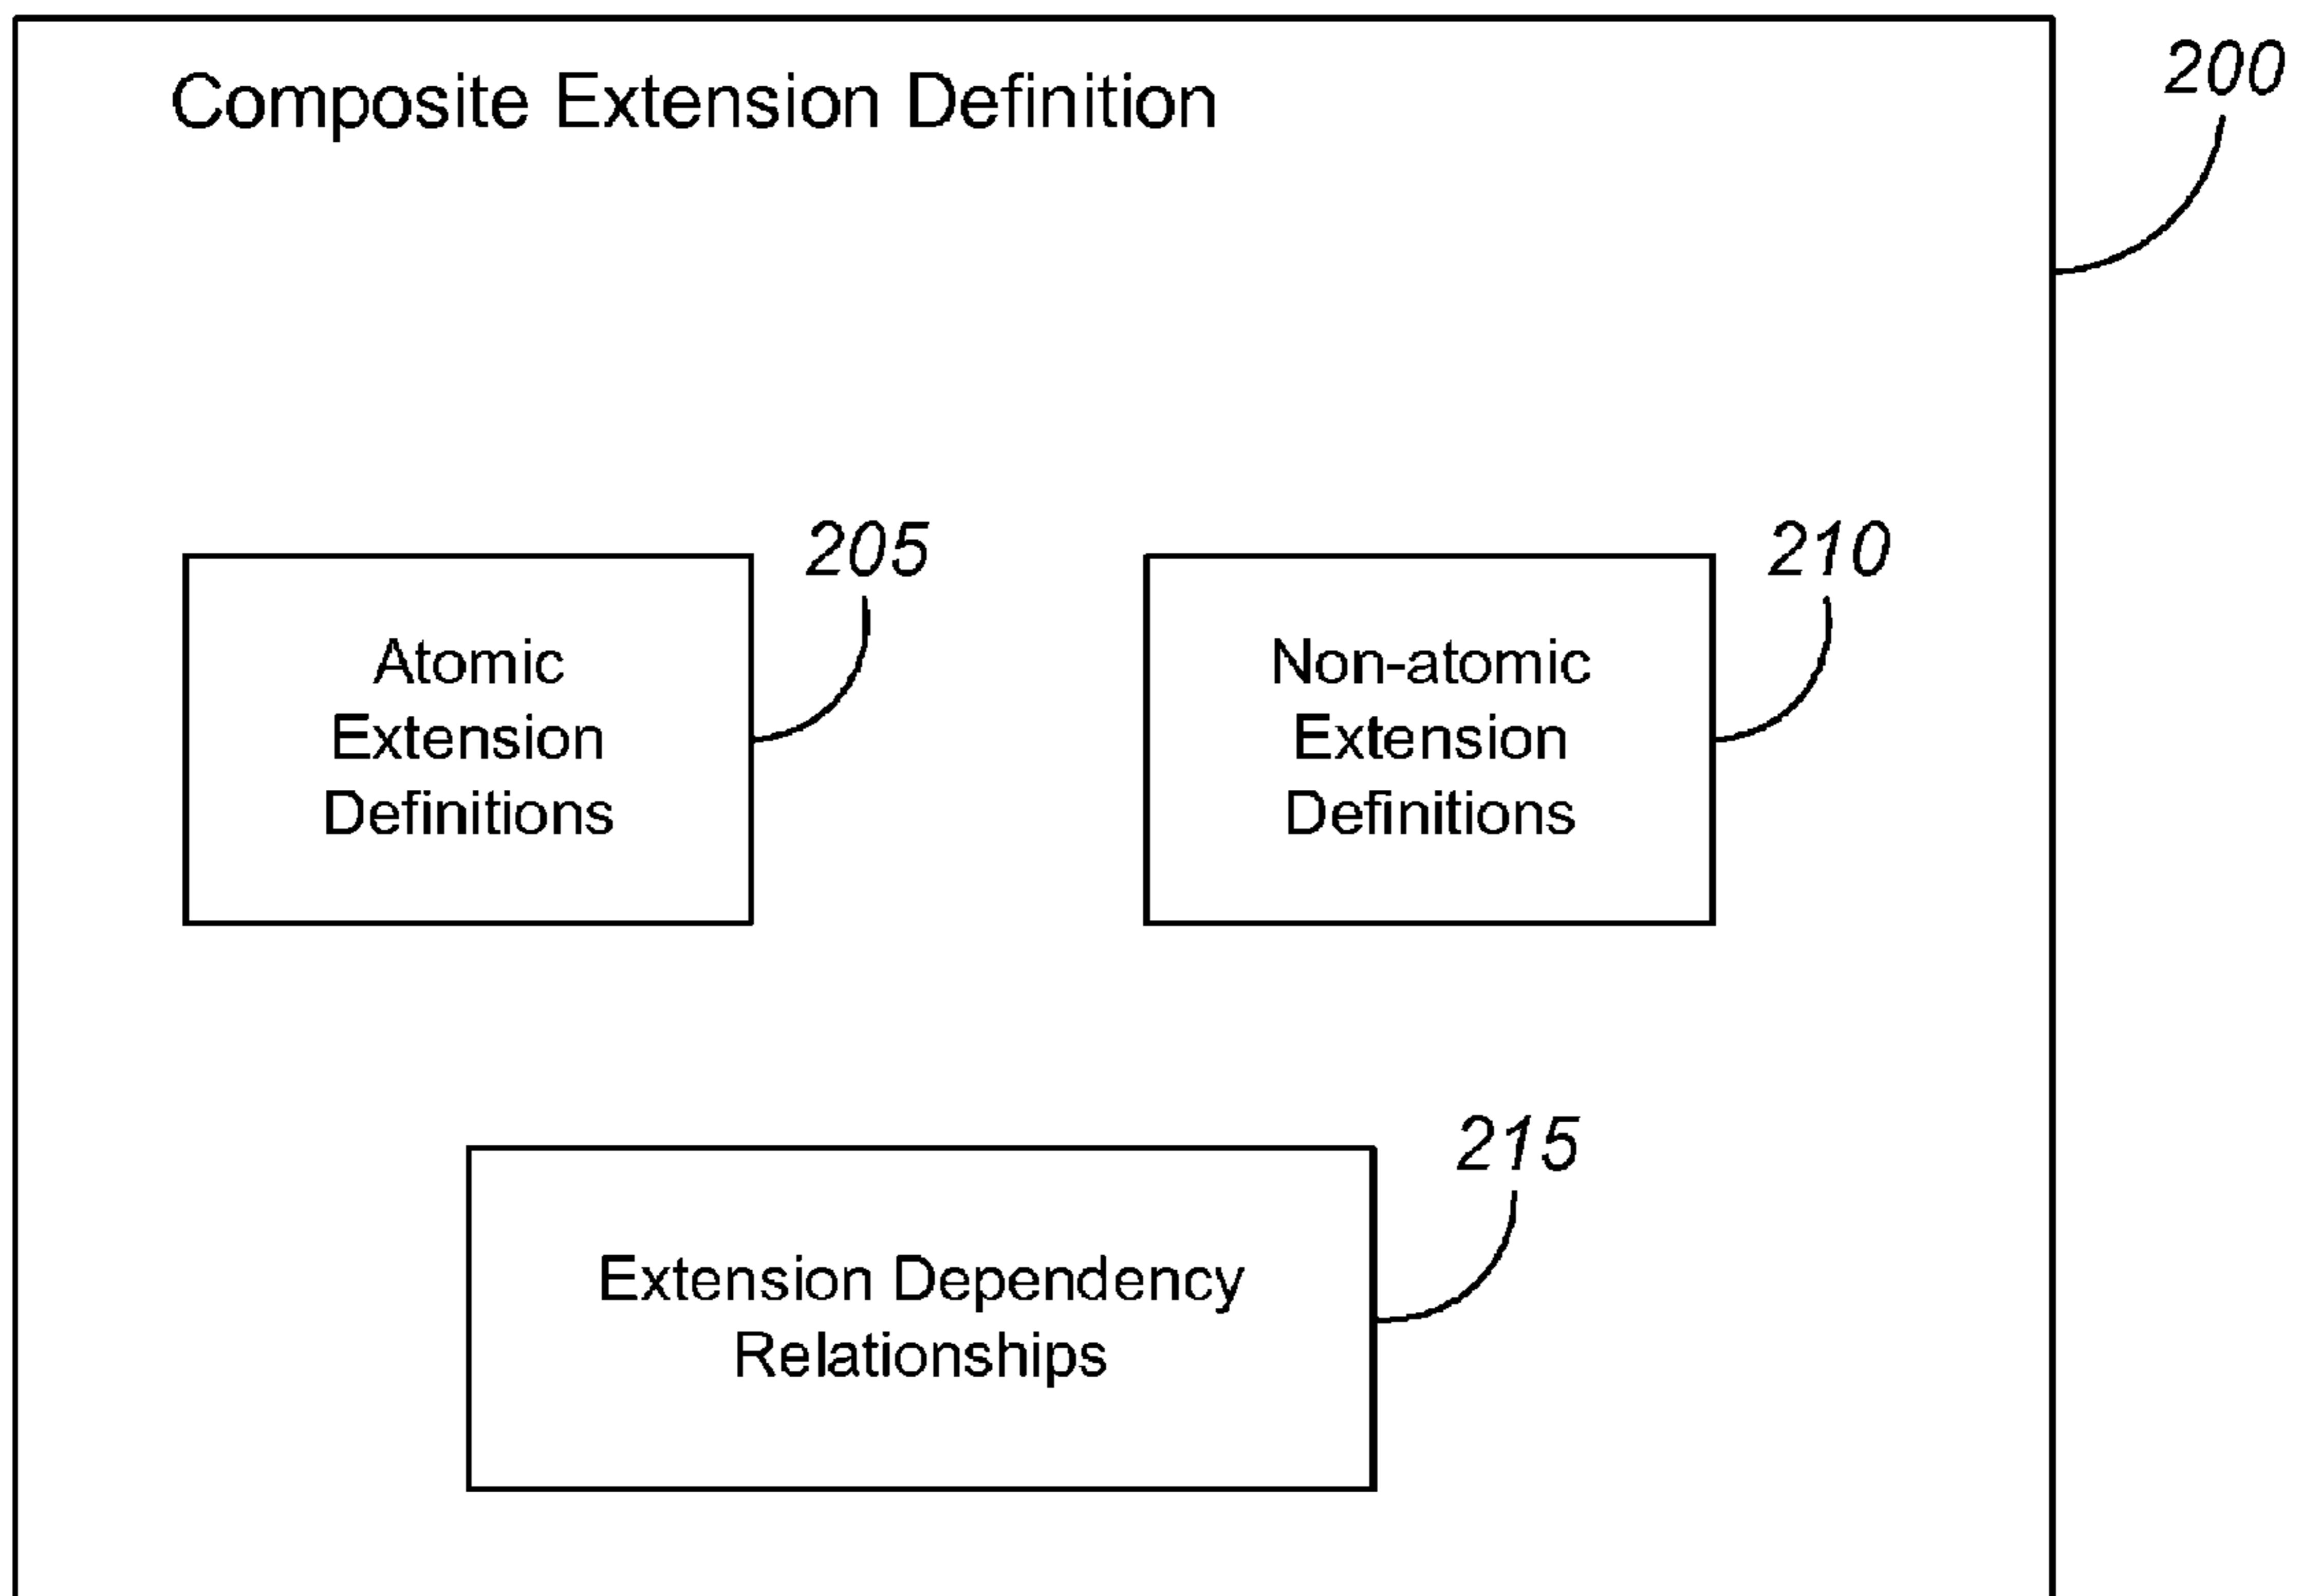 Composite Extension Definition
200
205
210
Atomic
Extension
Definitions
Non-atomic
Extension
Definitions
215
Extension Dependency
Relationships